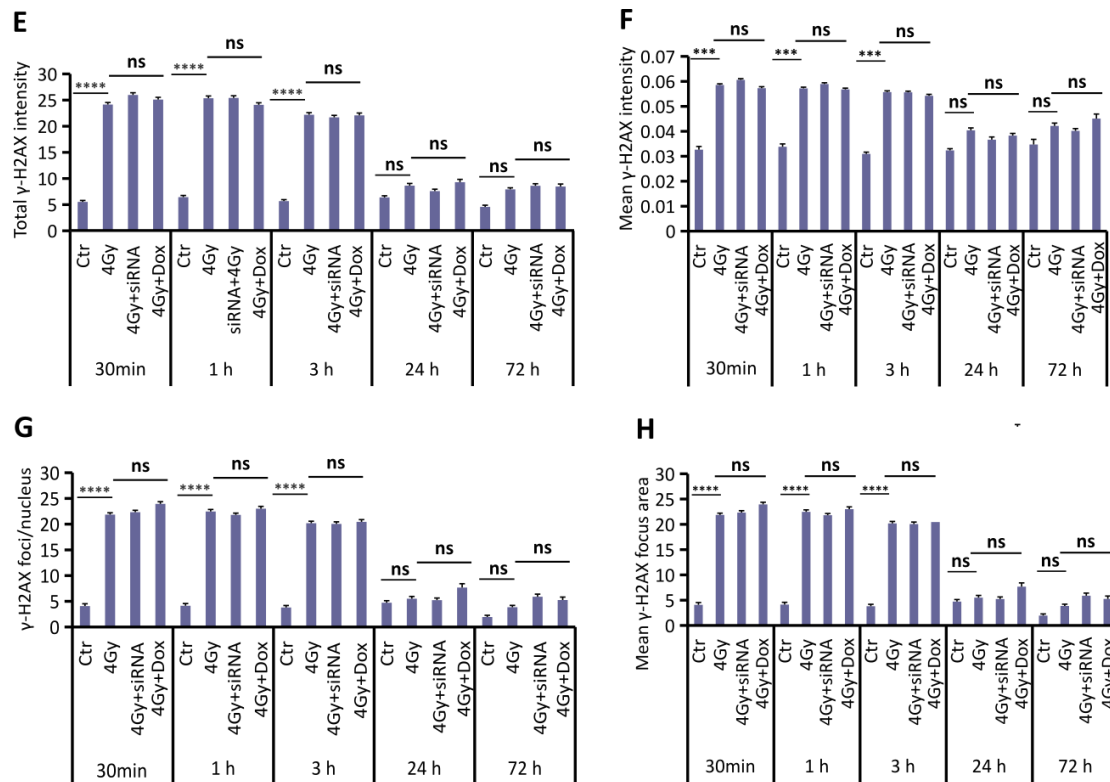 E
Total γ-H2AX intensity
30
25
20
15
10
5
0
**** ns
**** ns
**** ns
ns ns
ns ns
Ctr 4Gy 4Gy+siRNA 4Gy+Dox
Ctr 4Gy siRNA+4Gy 4Gy+Dox
Ctr 4Gy 4Gy+siRNA 4Gy+Dox
Ctr 4Gy 4Gy+siRNA 4Gy+Dox
Ctr 4Gy 4Gy+siRNA 4Gy+Dox
30min 1 h 3 h 24 h 72 h
F
Mean γ-H2AX intensity
0.07
0.06
0.05
0.04
0.03
0.02
0.01
0
*** ns
*** ns
*** ns
ns ns
ns ns
Ctr 4Gy 4Gy+siRNA 4Gy+Dox
Ctr 4Gy 4Gy+siRNA 4Gy+Dox
Ctr 4Gy 4Gy+siRNA 4Gy+Dox
Ctr 4Gy 4Gy+siRNA 4Gy+Dox
Ctr 4Gy 4Gy+siRNA 4Gy+Dox
30min 1 h 3 h 24 h 72 h
G
γ-H2AX foci/nucleus
30
25
20
15
10
5
0
**** ns
**** ns
**** ns
ns ns
ns ns
Ctr 4Gy 4Gy+siRNA 4Gy+Dox
Ctr 4Gy 4Gy+siRNA 4Gy+Dox
Ctr 4Gy 4Gy+siRNA 4Gy+Dox
Ctr 4Gy 4Gy+siRNA 4Gy+Dox
Ctr 4Gy 4Gy+siRNA 4Gy+Dox
30min 1 h 3 h 24 h 72 h
H
Mean γ-H2AX focus area
30
25
20
15
10
5
0
**** ns
**** ns
**** ns
ns ns
ns ns
Ctr 4Gy 4Gy+siRNA 4Gy+Dox
Ctr 4Gy 4Gy+siRNA 4Gy+Dox
Ctr 4Gy 4Gy+siRNA 4Gy+Dox
Ctr 4Gy 4Gy+siRNA 4Gy+Dox
Ctr 4Gy 4Gy+siRNA 4Gy+Dox
30min 1 h 3 h 24 h 72 h